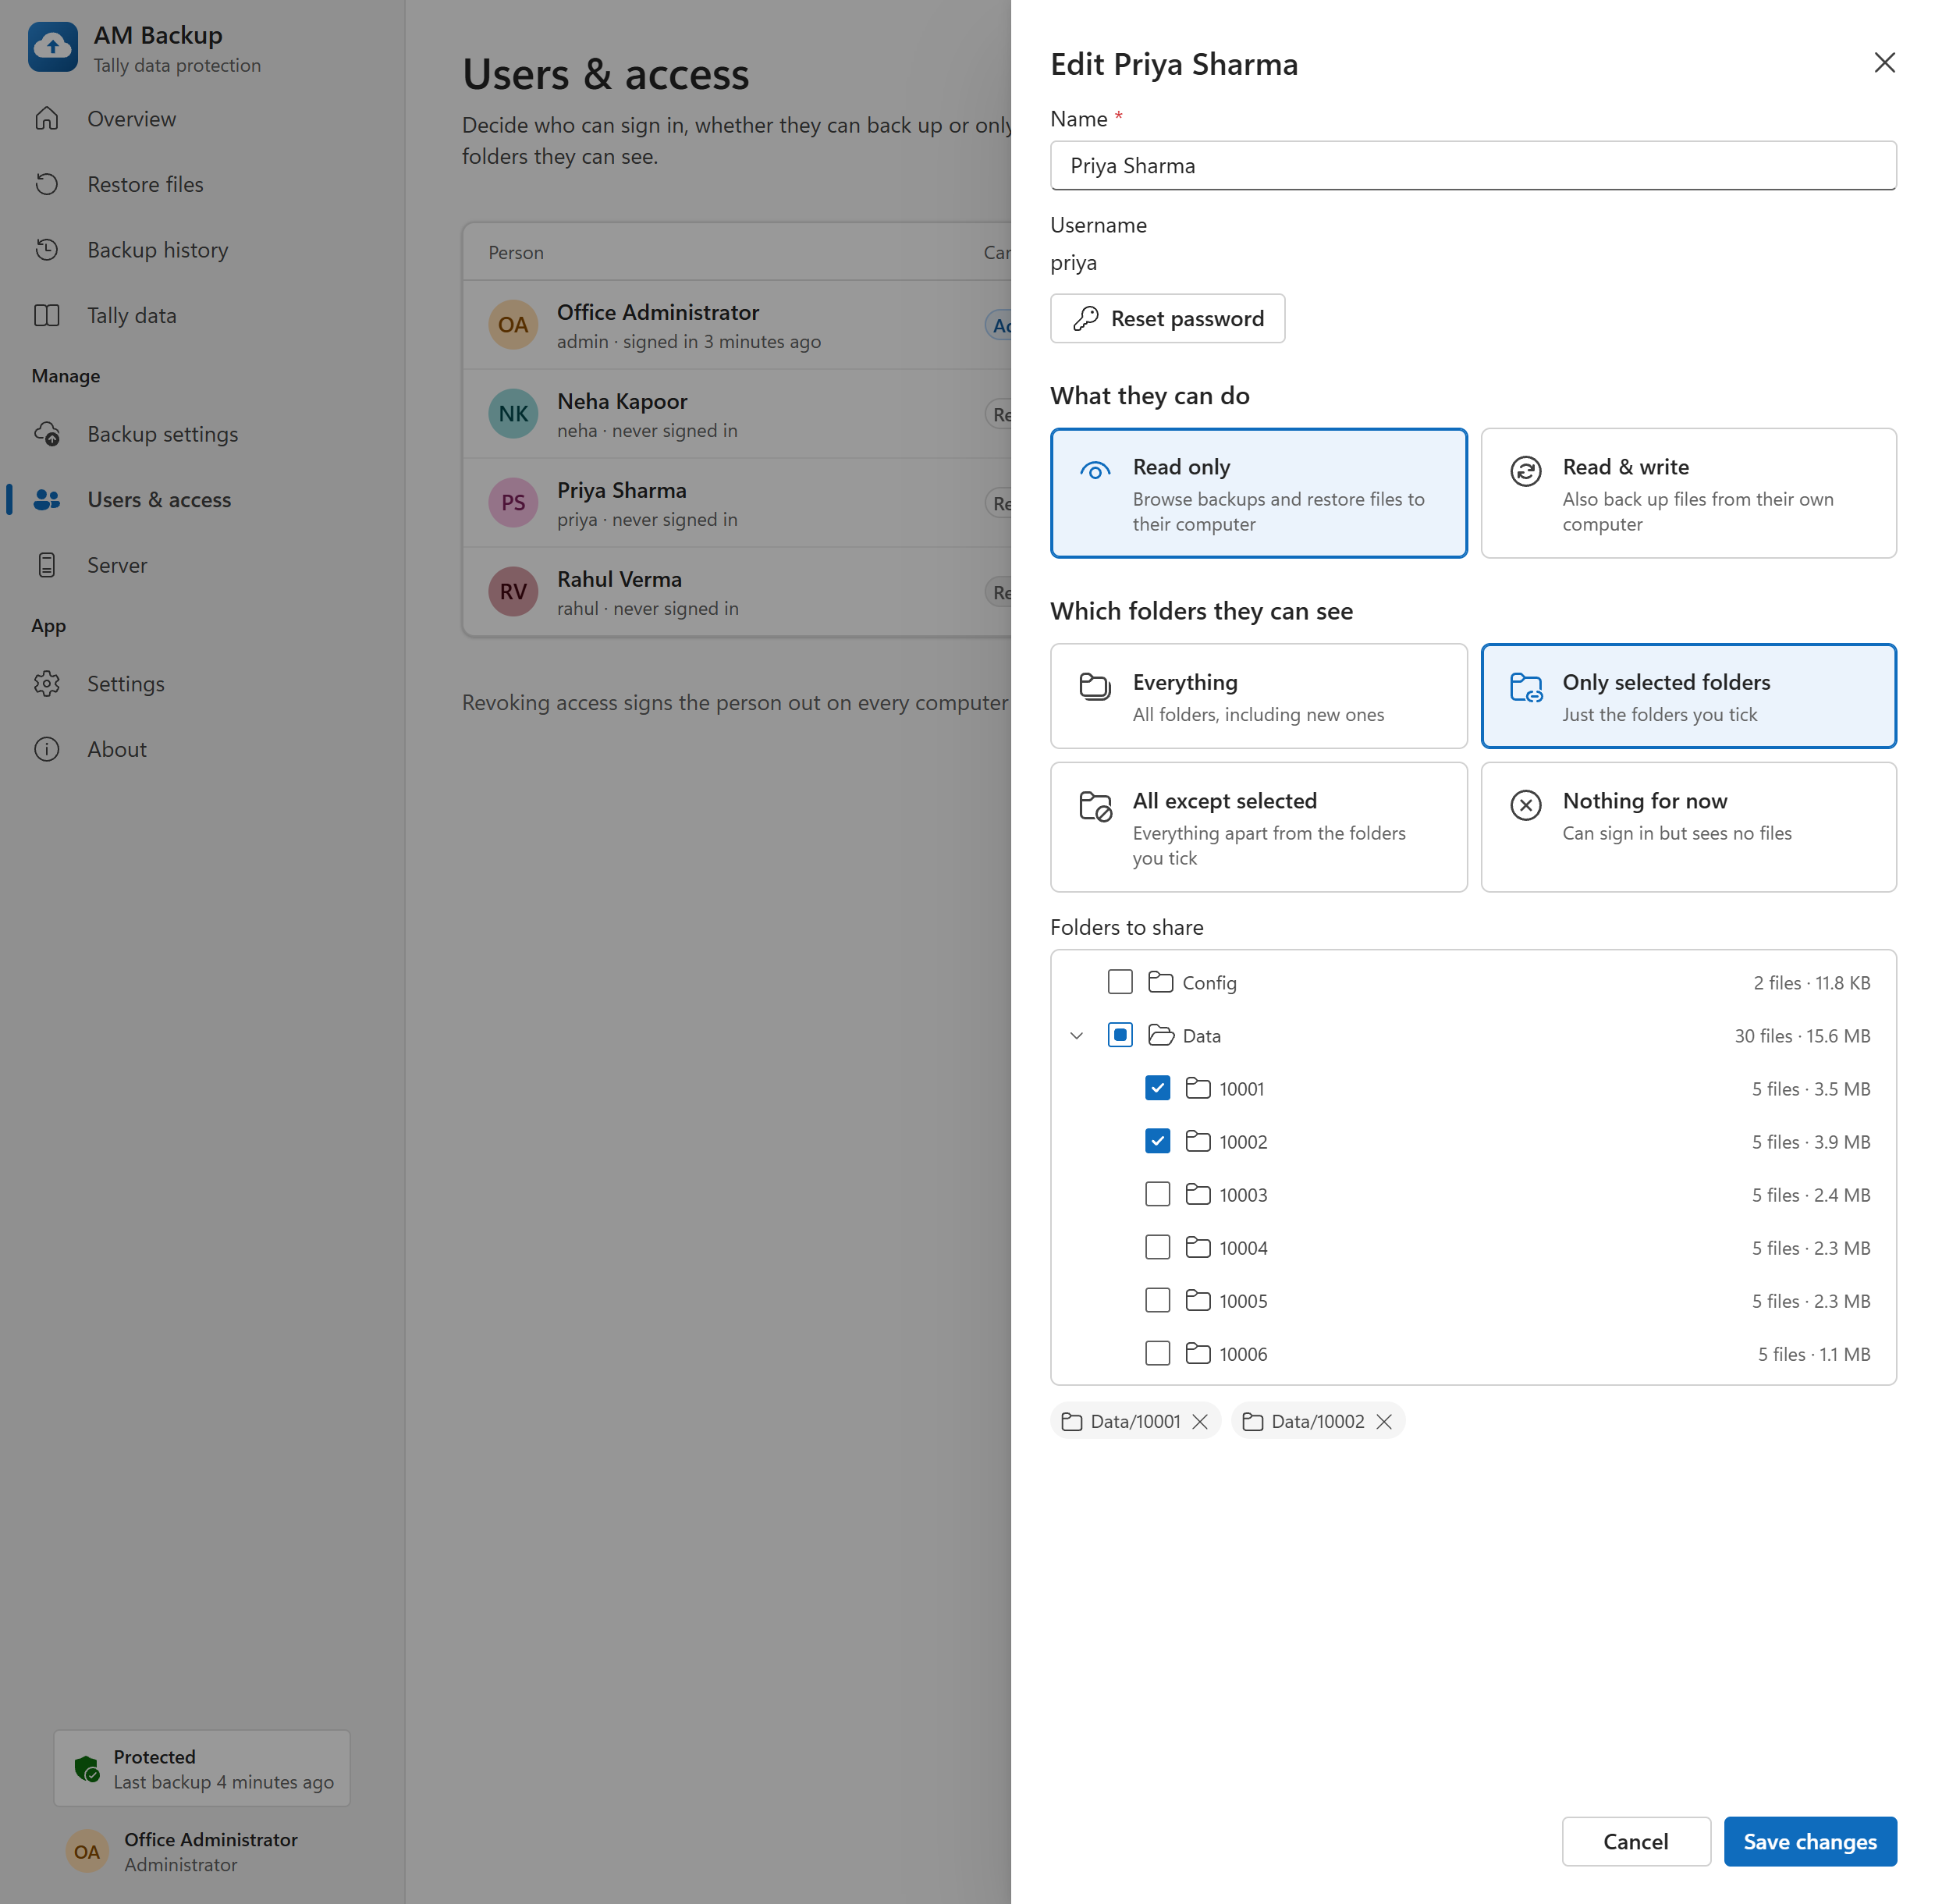 AM Backup
Tally data protection
Overview
Restore files
Backup history
Tally data
Manage
Backup settings
Users & access
Server
App
Settings
About
Protected
Last backup 4 minutes ago
OA
Office Administrator
Administrator
Users & access
Decide who can sign in, whether they can back up or only
folders they can see.
Person
OA
Office Administrator
admin · signed in 3 minutes ago
NK
Neha Kapoor
neha · never signed in
PS
Priya Sharma
priya · never signed in
RV
Rahul Verma
rahul · never signed in
Revoking access signs the person out on every computer
Edit Priya Sharma
Name *
Priya Sharma
Username
priya
Reset password
What they can do
Read only
Browse backups and restore files to
their computer
Read & write
Also back up files from their own
computer
Which folders they can see
Everything
All folders, including new ones
Only selected folders
Just the folders you tick
All except selected
Everything apart from the folders
you tick
Nothing for now
Can sign in but sees no files
Folders to share
Config 2 files · 11.8 KB
Data 30 files · 15.6 MB
10001 5 files · 3.5 MB
10002 5 files · 3.9 MB
10003 5 files · 2.4 MB
10004 5 files · 2.3 MB
10005 5 files · 2.3 MB
10006 5 files · 1.1 MB
Data/10001 Data/10002
Cancel
Save changes